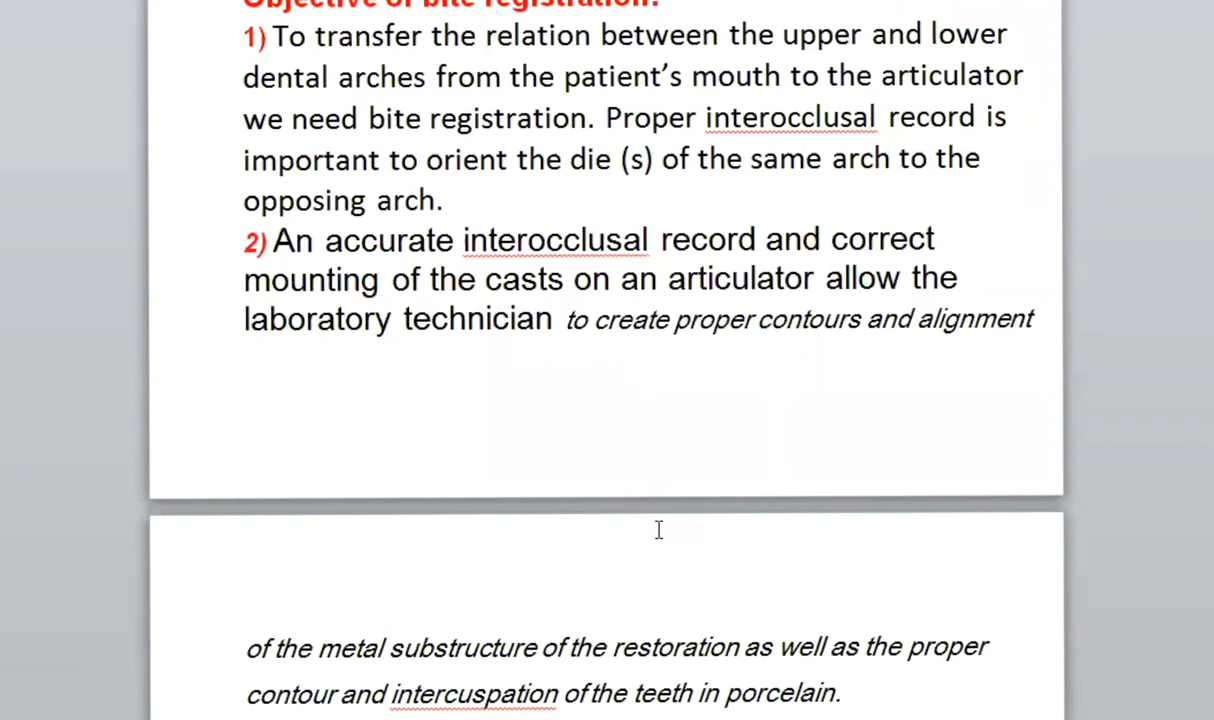 Objective of bite registration:
1) To transfer the relation between the upper and lower
dental arches from the patient's mouth to the articulator
we need bite registration. Proper interocclusal record is
important to orient the die (s) of the same arch to the
opposing arch.
2) An accurate interocclusal record and correct
mounting of the casts on an articulator allow the
laboratory technician to create proper contours and alignment
of the metal substructure of the restoration as well as the proper
contour and intercuspation of the teeth in porcelain.